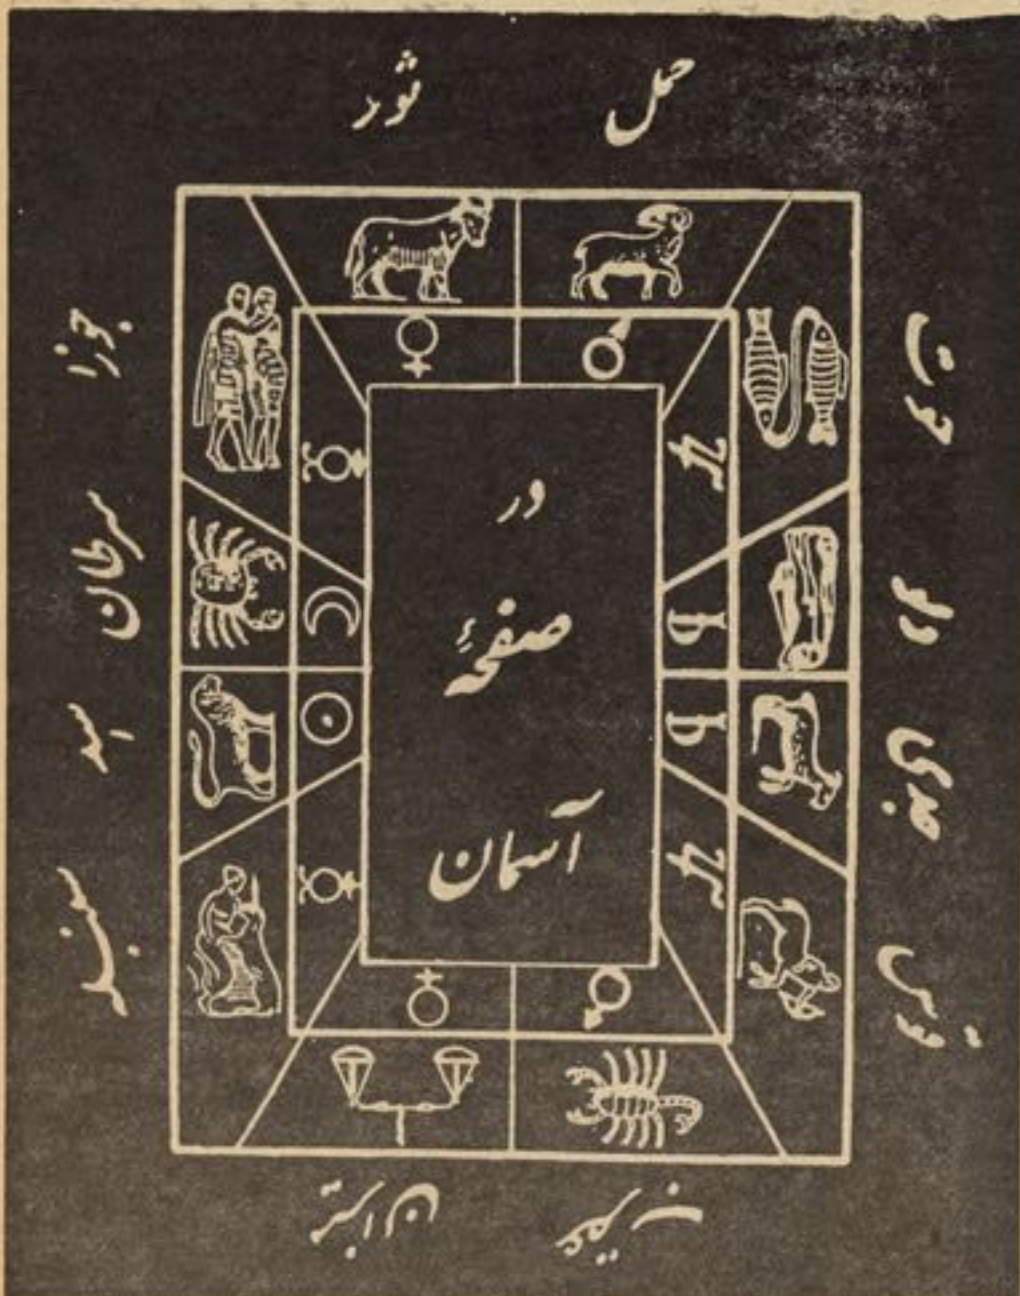 حمل
ثور
جوزا
سرطان
اسد
سنبله
میزان
عقرب
قوس
جدی
دلو
حوت
در
صفحهٔ
آسمان